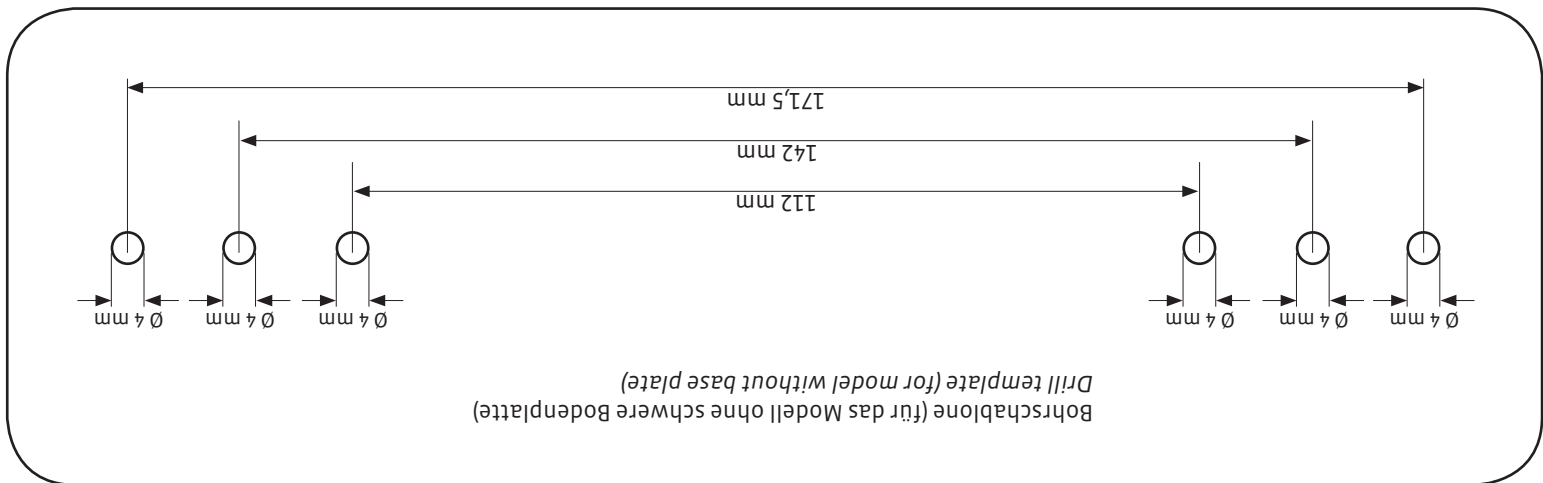 Bohrschablone (für das Modell ohne schwere Bodenplatte)
Drill template (for model without base plate)
Ø 4 mm
Ø 4 mm
Ø 4 mm
Ø 4 mm
Ø 4 mm
Ø 4 mm
112 mm
142 mm
171,5 mm